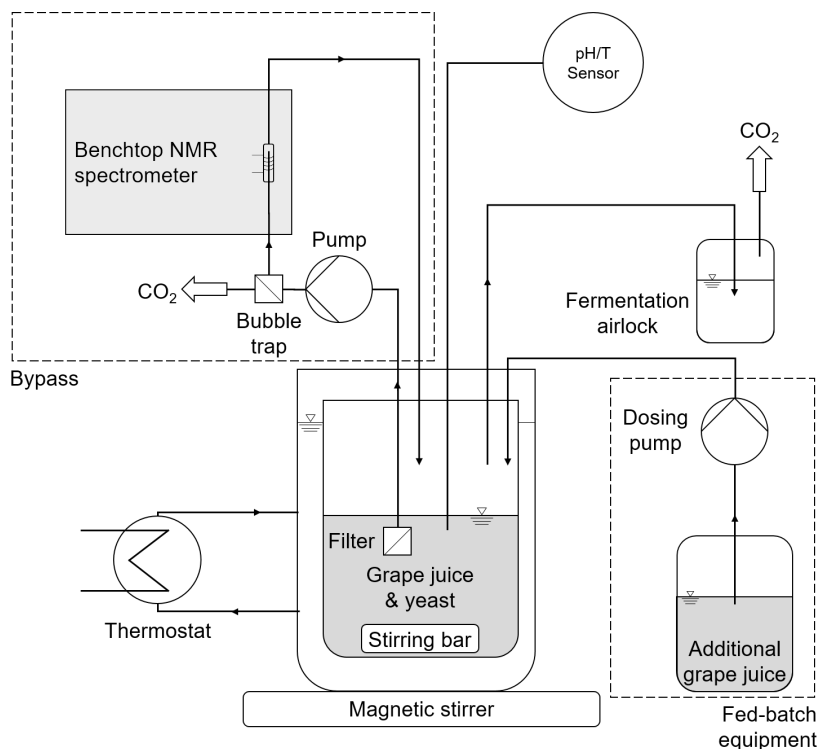 pH/T
Sensor
Benchtop NMR
spectrometer
CO₂
Pump
CO₂
Bubble
trap
Fermentation
airlock
Bypass
Dosing
pump
Filter
Grape juice
& yeast
Thermostat
Stirring bar
Additional
grape juice
Magnetic stirrer
Fed-batch
equipment